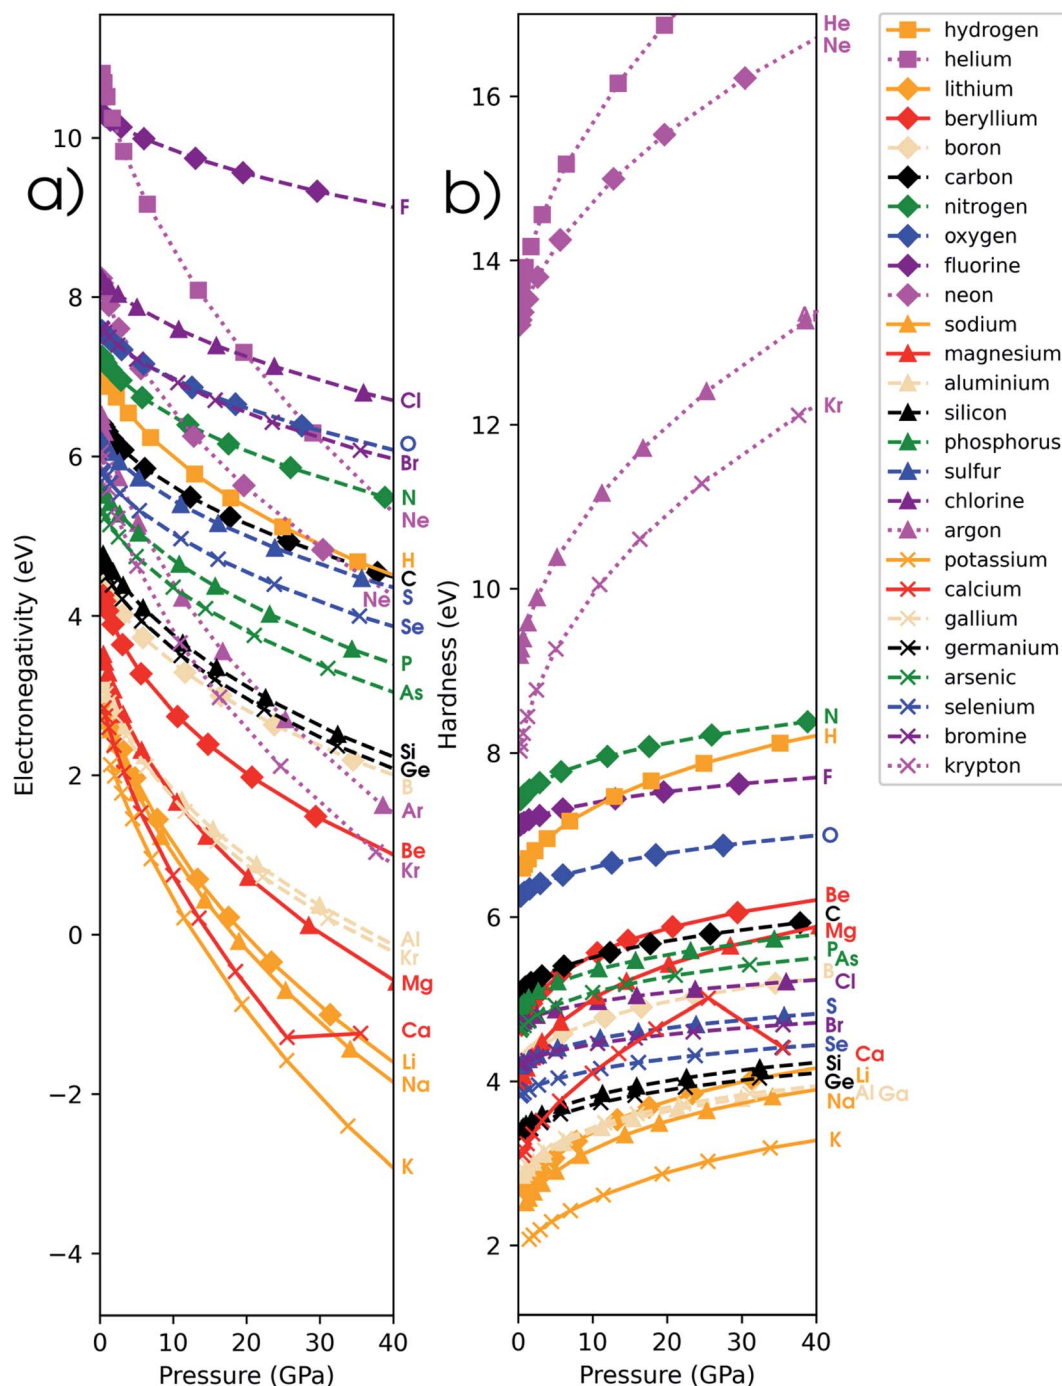 a)
10
8
6
4
2
0
−2
−4
Electronegativity (eV)
F
Cl
O
Br
N
Ne
H
C
S
Ne
Se
P
As
Si
Ge
B
Ar
Be
Kr
Al
Kr
Mg
Ca
Li
Na
K
0 10 20 30 40
Pressure (GPa)
b)
16
14
12
10
8
6
4
2
Hardness (eV)
He
Ne
Ar
Kr
N
H
F
O
Be
C
Mg
P As
B Cl
S
Br
Se
Ca
Si
Li
Ge
Al Ga
Na
K
0 10 20 30 40
Pressure (GPa)
hydrogen
helium
lithium
beryllium
boron
carbon
nitrogen
oxygen
fluorine
neon
sodium
magnesium
aluminium
silicon
phosphorus
sulfur
chlorine
argon
potassium
calcium
gallium
germanium
arsenic
selenium
bromine
krypton